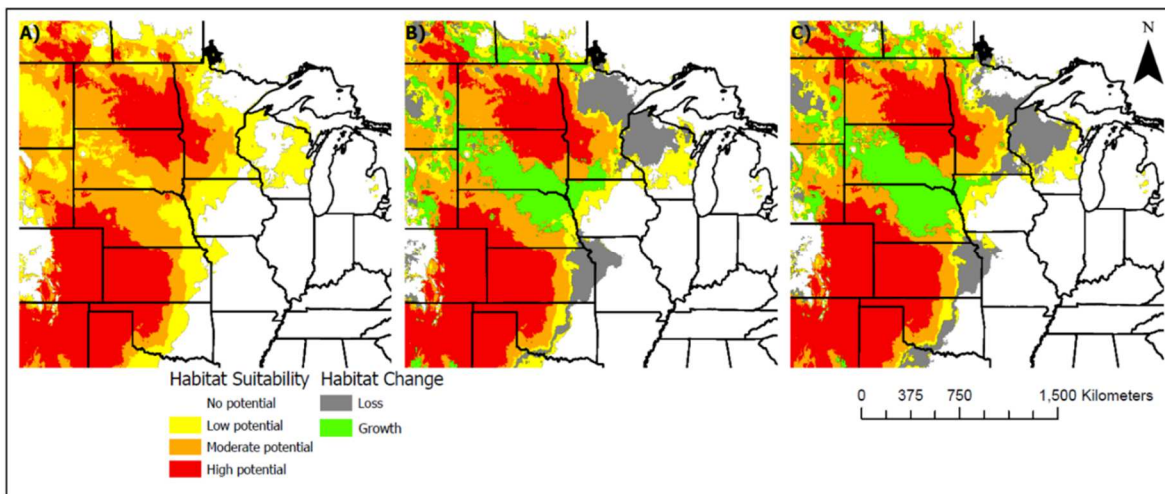 A)
B)
C)
N
Habitat Suitability
No potential
Low potential
Moderate potential
High potential
Habitat Change
Loss
Growth
0 375 750 1,500 Kilometers